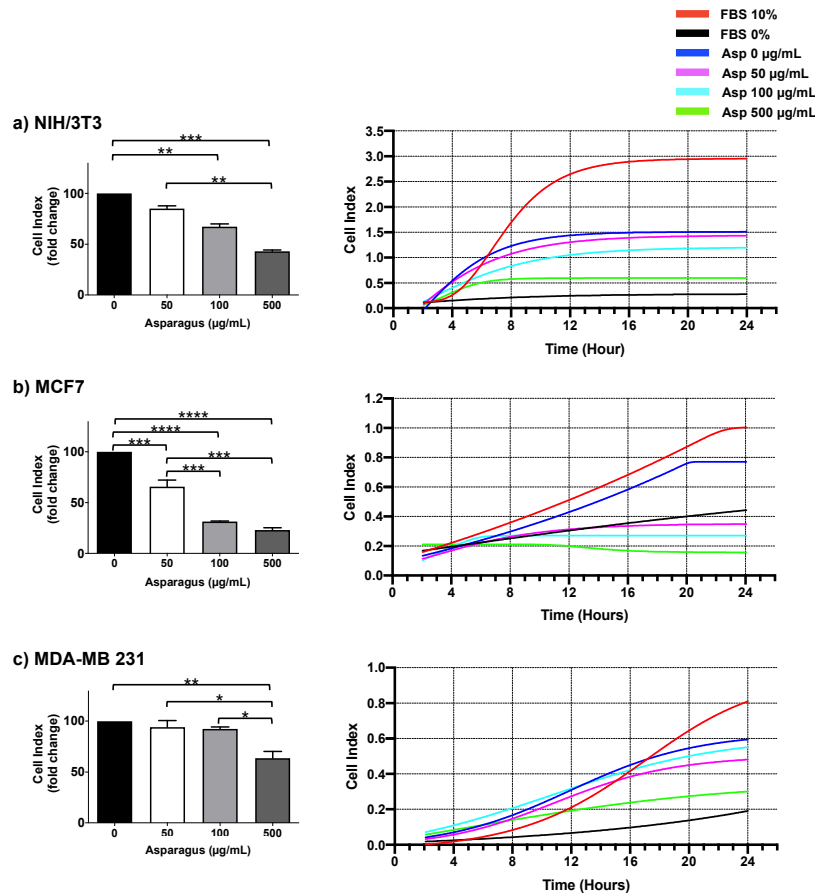 FBS 10%
FBS 0%
Asp 0 µg/mL
Asp 50 µg/mL
Asp 100 µg/mL
Asp 500 µg/mL
a) NIH/3T3
***
**
**
Cell Index
(fold change)
100
50
0
0 50 100 500
Asparagus (µg/mL)
Cell Index
3.5
3.0
2.5
2.0
1.5
1.0
0.5
0.0
0 4 8 12 16 20 24
Time (Hour)
b) MCF7
****
****
*** ***
***
Cell Index
(fold change)
100
50
0
0 50 100 500
Asparagus (µg/mL)
Cell Index
1.2
1.0
0.8
0.6
0.4
0.2
0.0
0 4 8 12 16 20 24
Time (Hours)
c) MDA-MB 231
**
*
*
Cell Index
(fold change)
100
50
0
0 50 100 500
Asparagus (µg/mL)
Cell Index
1.0
0.8
0.6
0.4
0.2
0.0
0 4 8 12 16 20 24
Time (Hours)